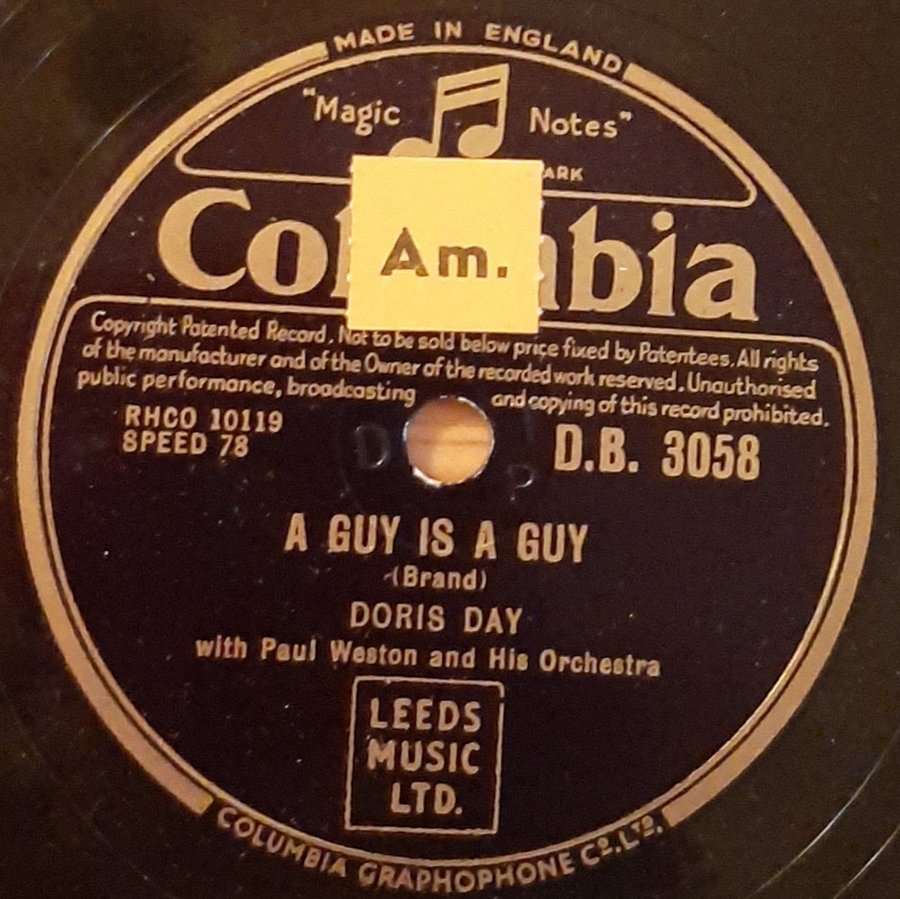 MADE IN ENGLAND
"Magic Notes"
ARK
Am.
Copyright Patented Record. Not to be sold below price fixed by Patentees. All rights
of the manufacturer and of the Owner of the recorded work reserved. Unauthorised
public performance, broadcasting and copying of this record prohibited.
RHCO 10119
SPEED 78
D.B. 3058
A GUY IS A GUY
(Brand)
DORIS DAY
with Paul Weston and His Orchestra
LEEDS
MUSIC
LTD.
COLUMBIA GRAPHOPHONE Cº. LTD.